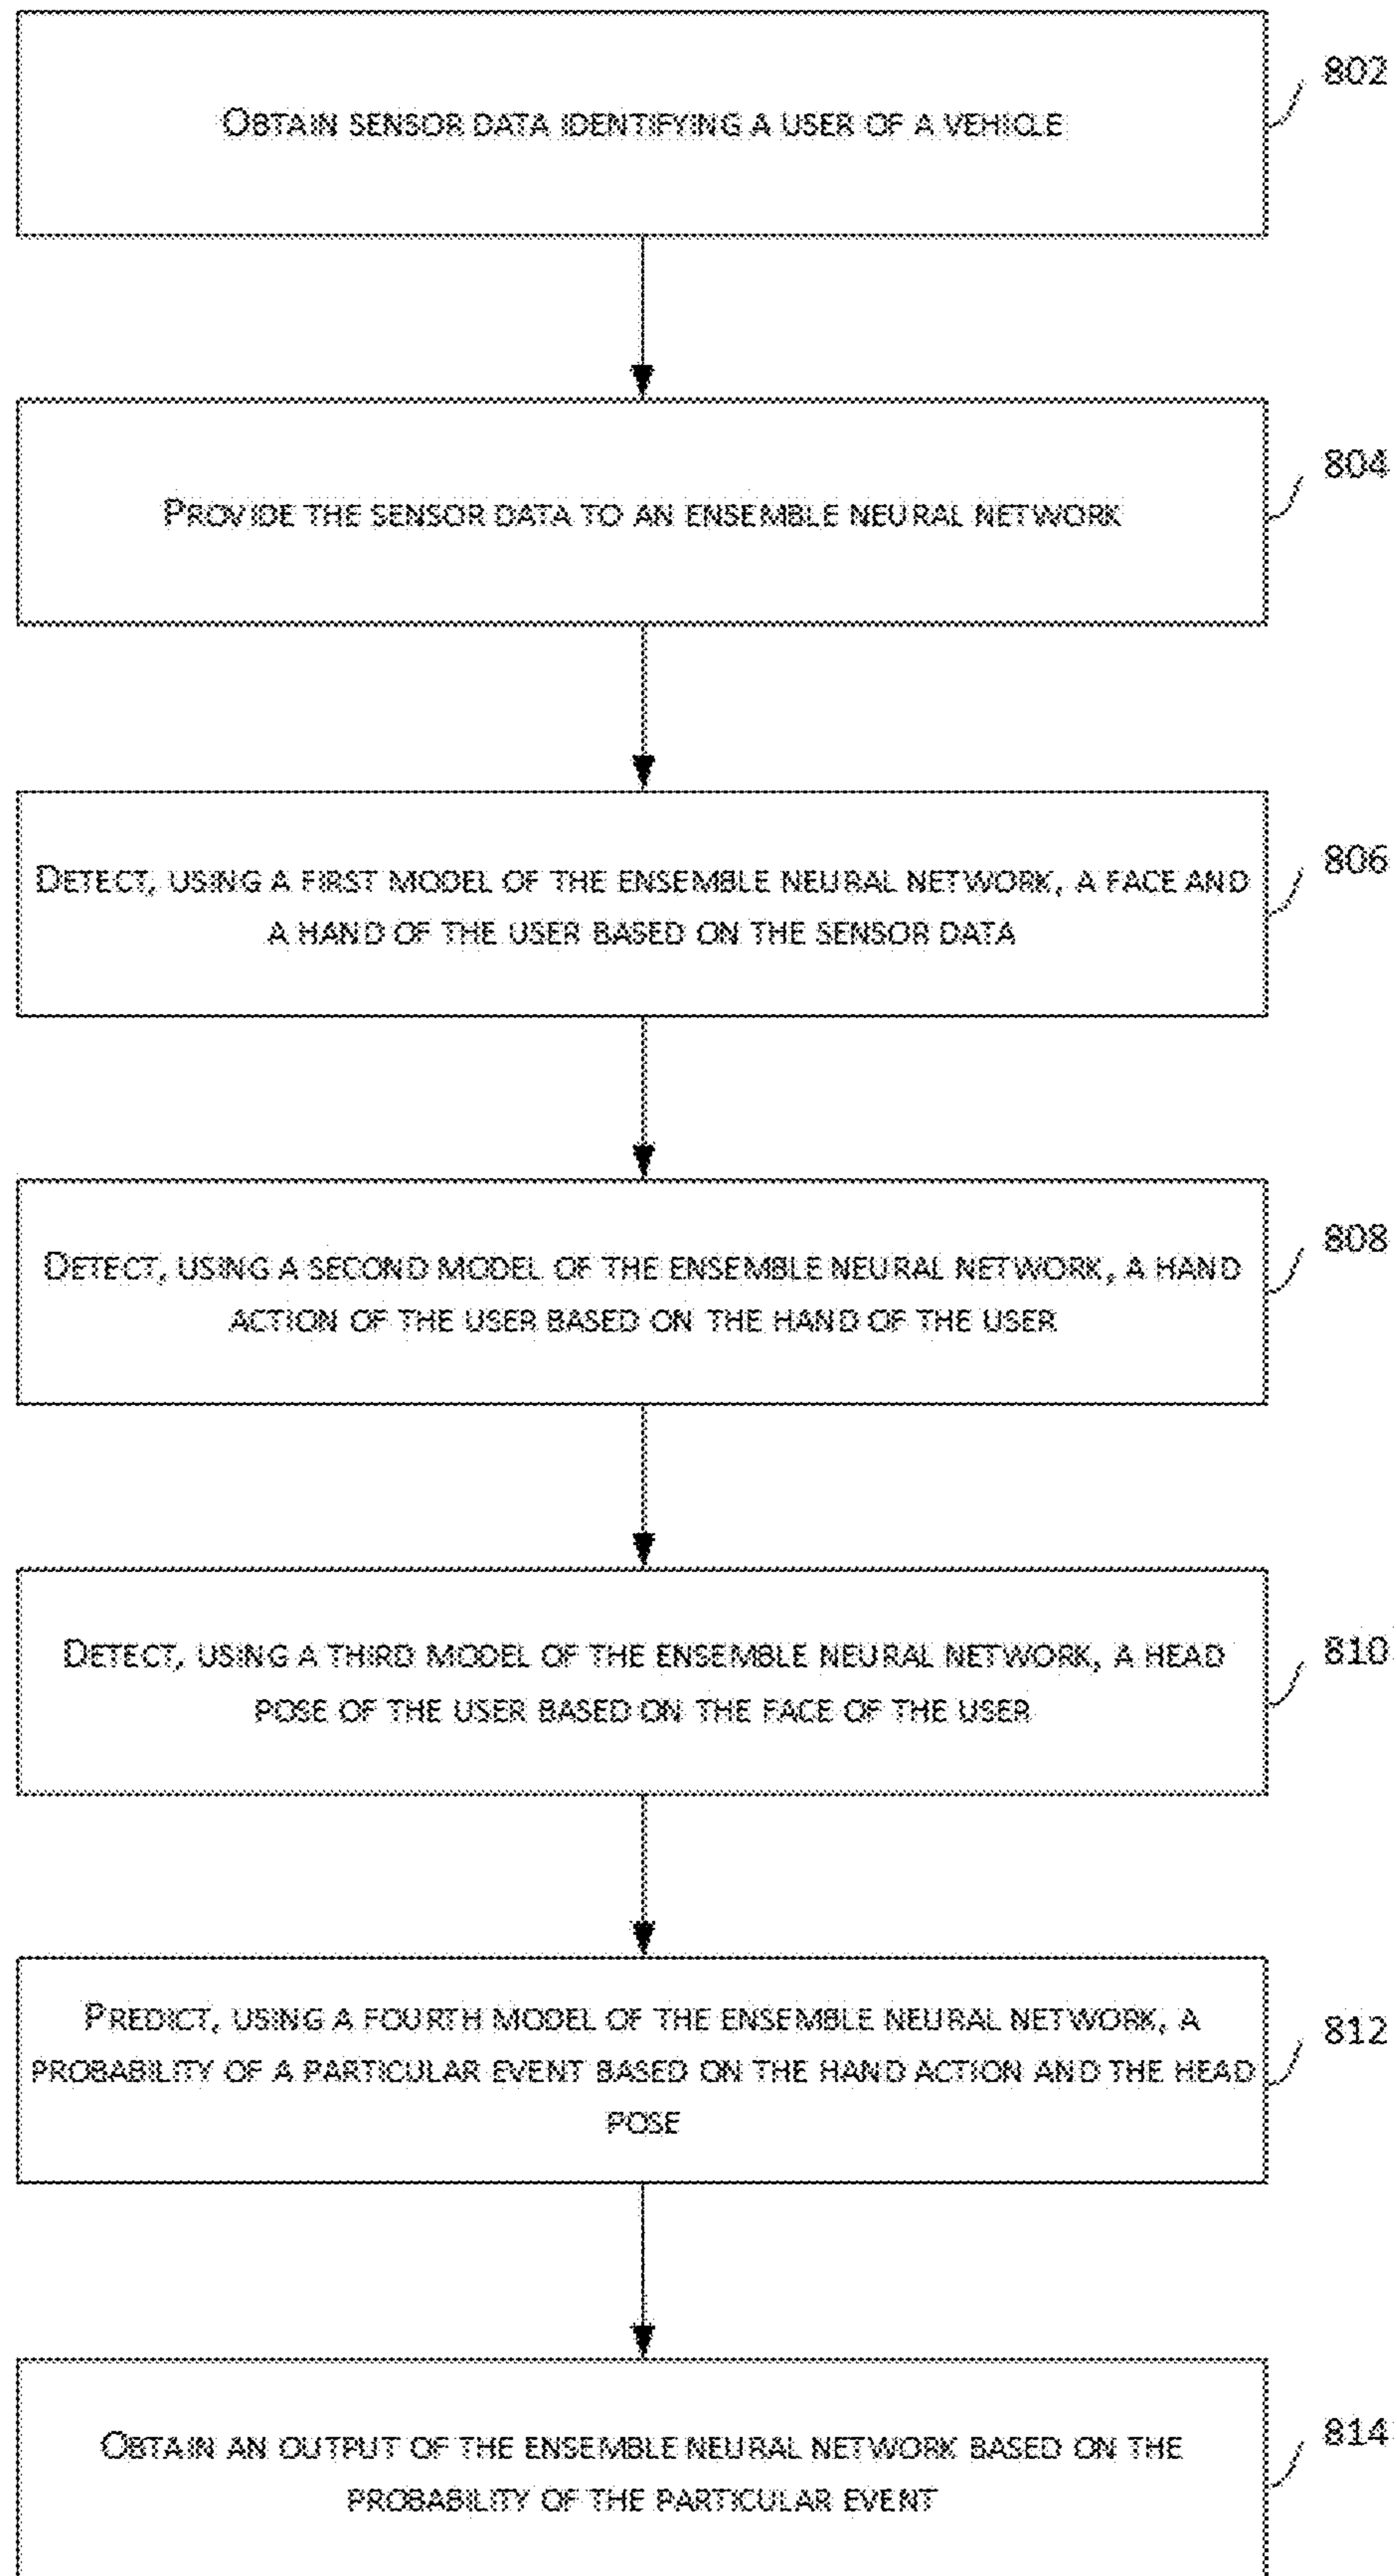 OBTAIN SENSOR DATA IDENTIFYING A USER OF A VEHICLE
802
PROVIDE THE SENSOR DATA TO AN ENSEMBLE NEURAL NETWORK
804
DETECT, USING A FIRST MODEL OF THE ENSEMBLE NEURAL NETWORK, A FACE AND
A HAND OF THE USER BASED ON THE SENSOR DATA
806
DETECT, USING A SECOND MODEL OF THE ENSEMBLE NEURAL NETWORK, A HAND
ACTION OF THE USER BASED ON THE HAND OF THE USER
808
DETECT, USING A THIRD MODEL OF THE ENSEMBLE NEURAL NETWORK, A HEAD
POSE OF THE USER BASED ON THE FACE OF THE USER
810
PREDICT, USING A FOURTH MODEL OF THE ENSEMBLE NEURAL NETWORK, A
PROBABILITY OF A PARTICULAR EVENT BASED ON THE HAND ACTION AND THE HEAD
POSE
812
OBTAIN AN OUTPUT OF THE ENSEMBLE NEURAL NETWORK BASED ON THE
PROBABILITY OF THE PARTICULAR EVENT
814